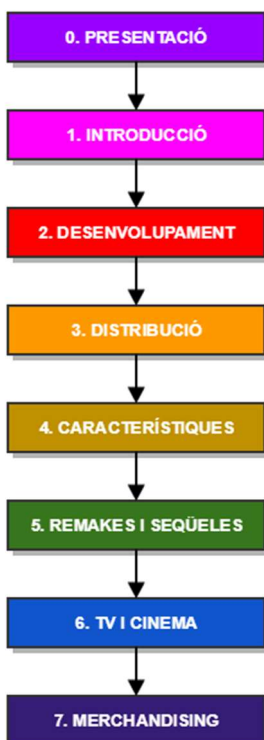 0. PRESENTACIÓ
1. INTRODUCCIÓ
2. DESENVOLUPAMENT
3. DISTRIBUCIÓ
4. CARACTERÍSTIQUES
5. REMAKES I SEQÜELES
6. TV I CINEMA
7. MERCHANDISING